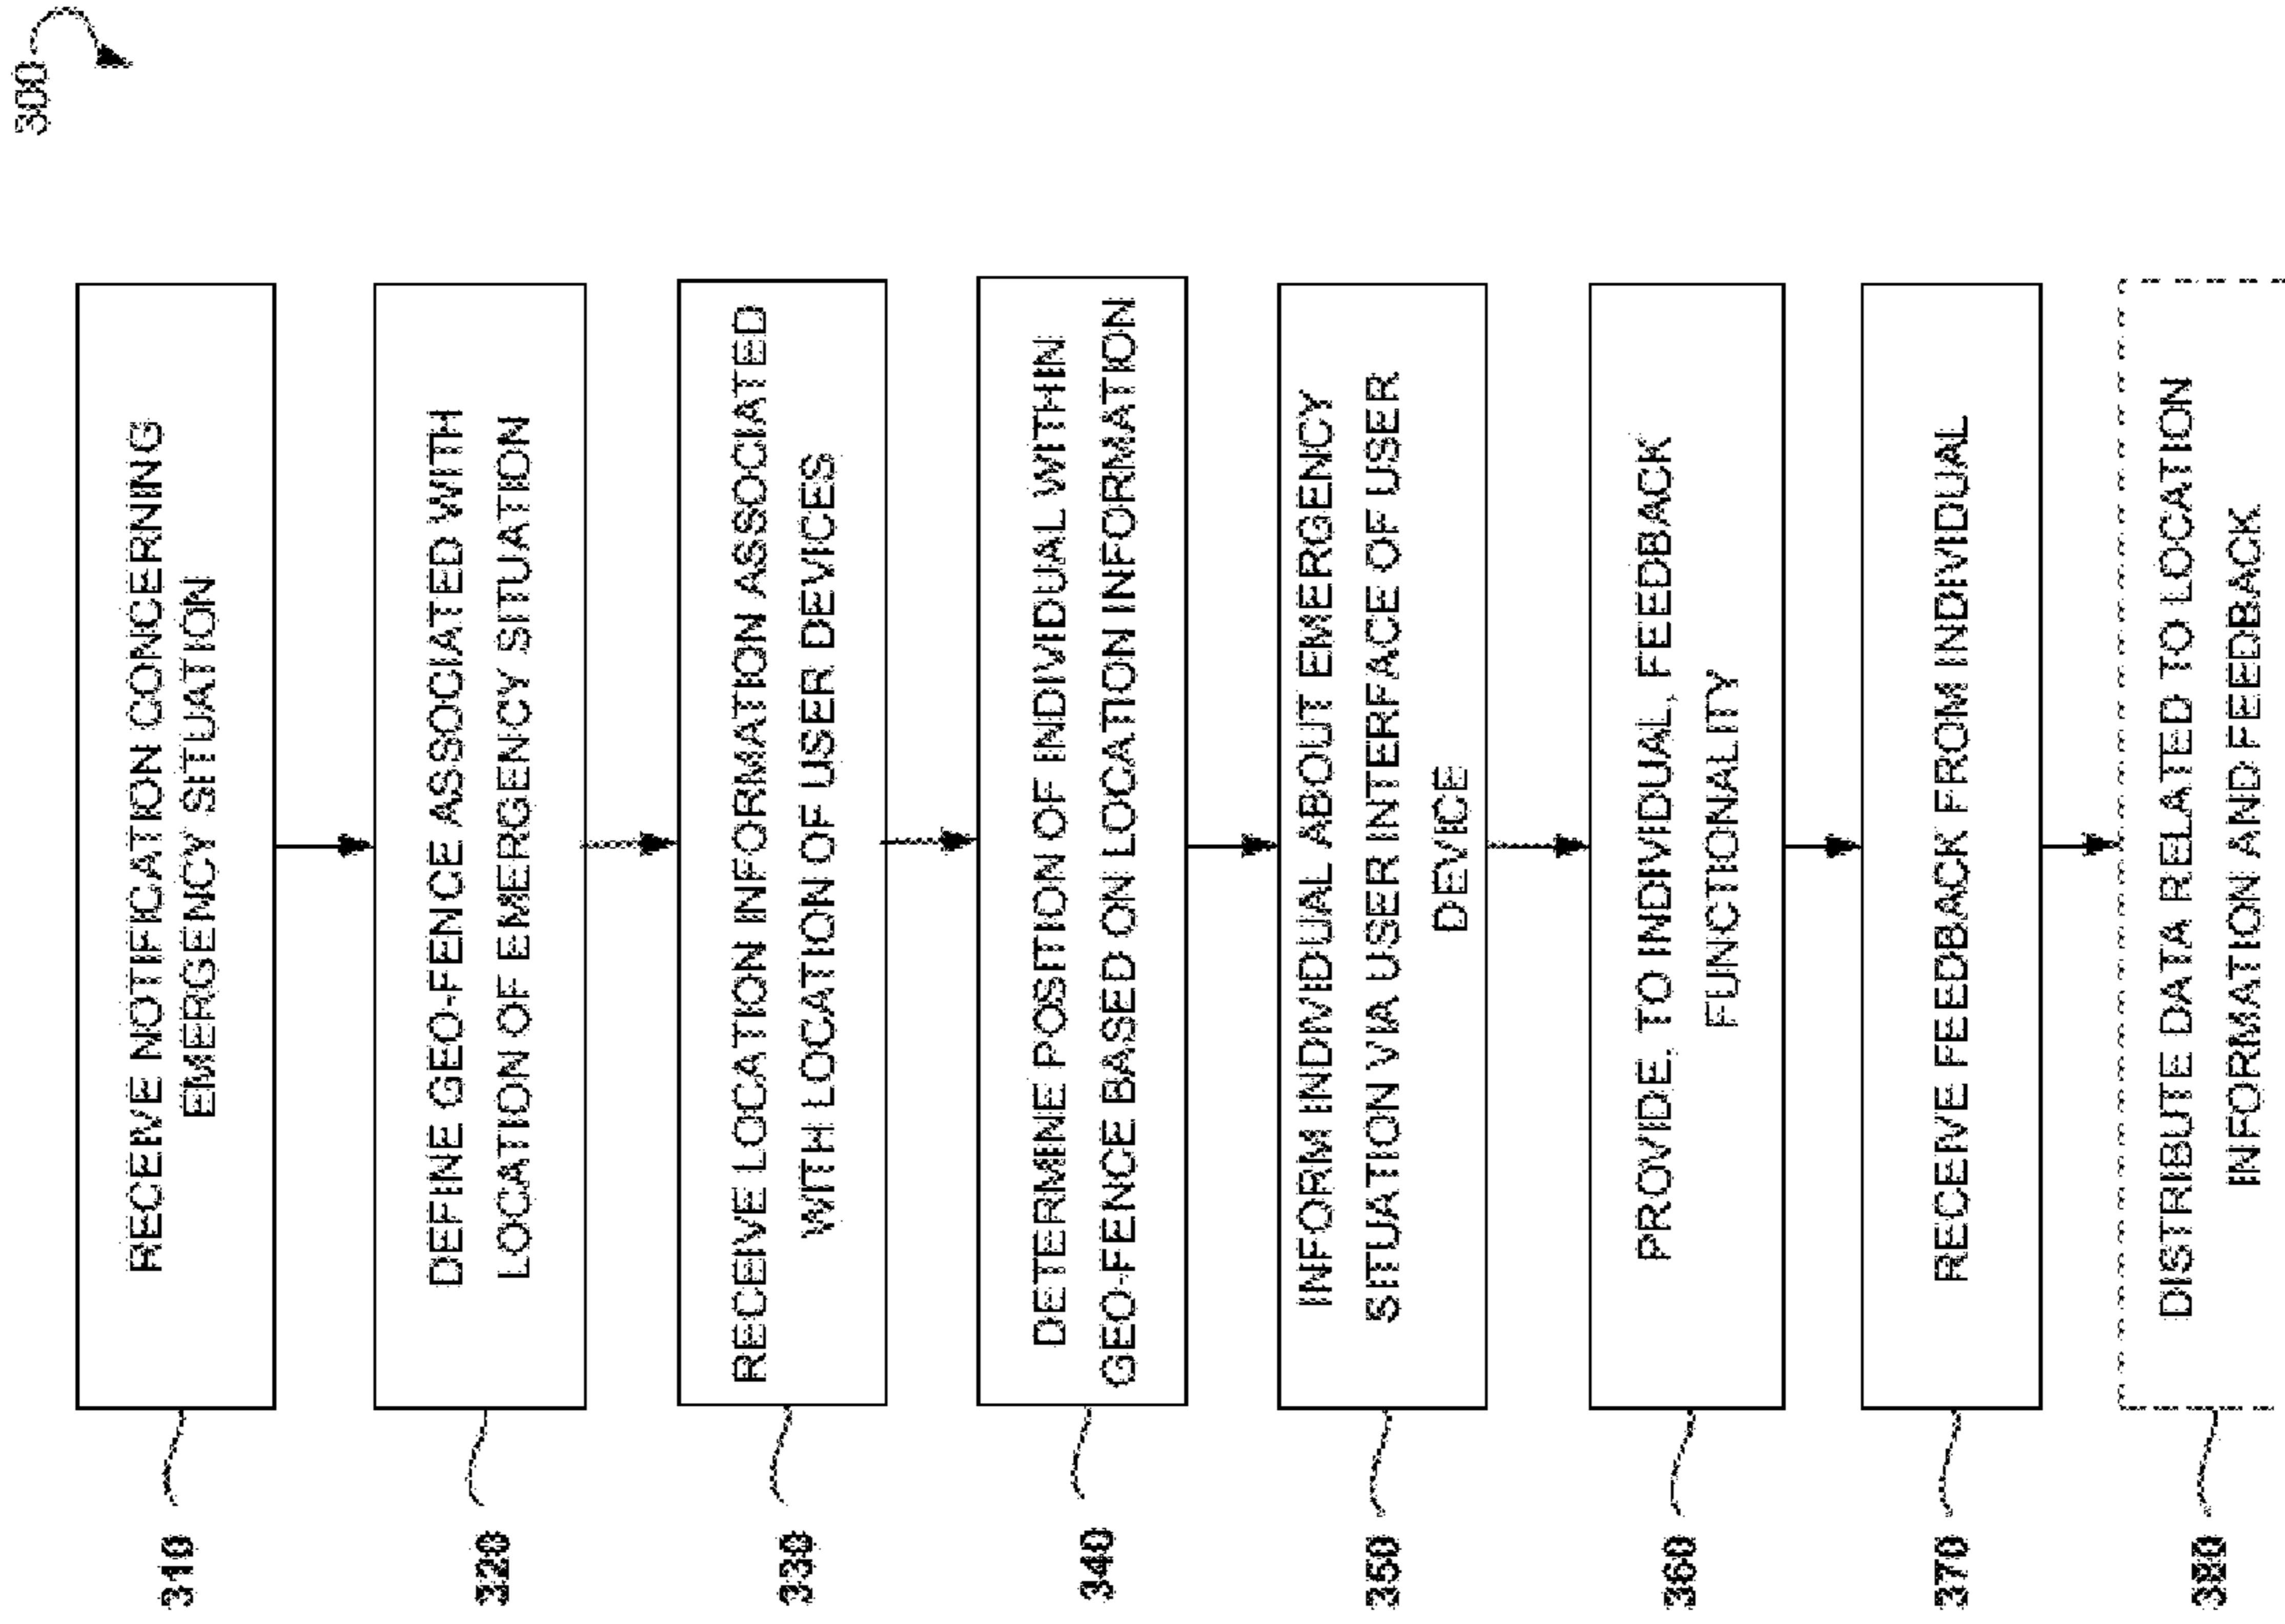 300
310
RECEIVE NOTIFICATION CONCERNING
EMERGENCY SITUATION
320
DEFINE GEO-FENCE ASSOCIATED WITH
LOCATION OF EMERGENCY SITUATION
330
RECEIVE LOCATION INFORMATION ASSOCIATED
WITH LOCATION OF USER DEVICES
340
DETERMINE POSITION OF INDIVIDUAL WITHIN
GEO-FENCE BASED ON LOCATION INFORMATION
350
INFORM INDIVIDUAL ABOUT EMERGENCY
SITUATION VIA USER INTERFACE OF USER
DEVICE
360
PROVIDE, TO INDIVIDUAL, FEEDBACK
FUNCTIONALITY
370
RECEIVE FEEDBACK FROM INDIVIDUAL
380
DISTRIBUTE DATA RELATED TO LOCATION
INFORMATION AND FEEDBACK